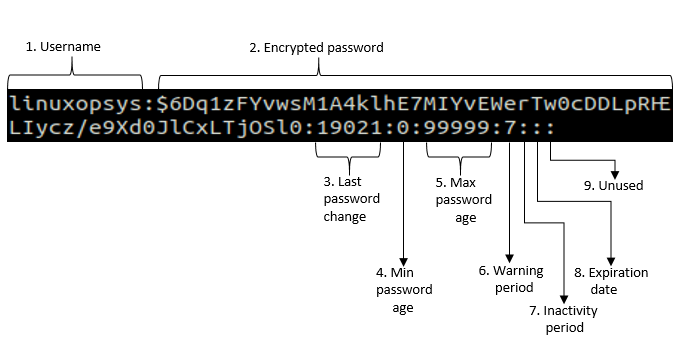 1. Username
2. Encrypted password
linuxopsys:$6Dq1zFYvwsM1A4klhE7MIYvEWerTw0cDDLpRHE
LIycz/e9Xd0JlCxLTjOSl0:19021:0:99999:7:::
3. Last
password
change
4. Min
password
age
5. Max
password
age
6. Warning
period
7. Inactivity
period
8. Expiration
date
9. Unused